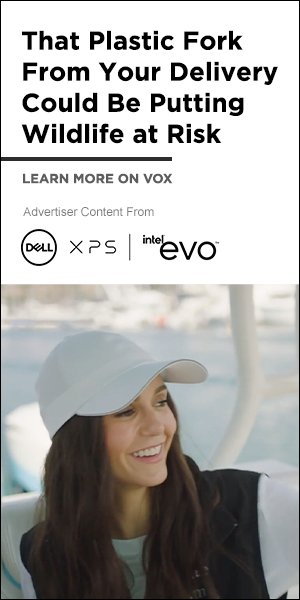 That Plastic Fork
From Your Delivery
Could Be Putting
Wildlife at Risk
LEARN MORE ON VOX
Advertiser Content From
DELL XPS | intel evo™